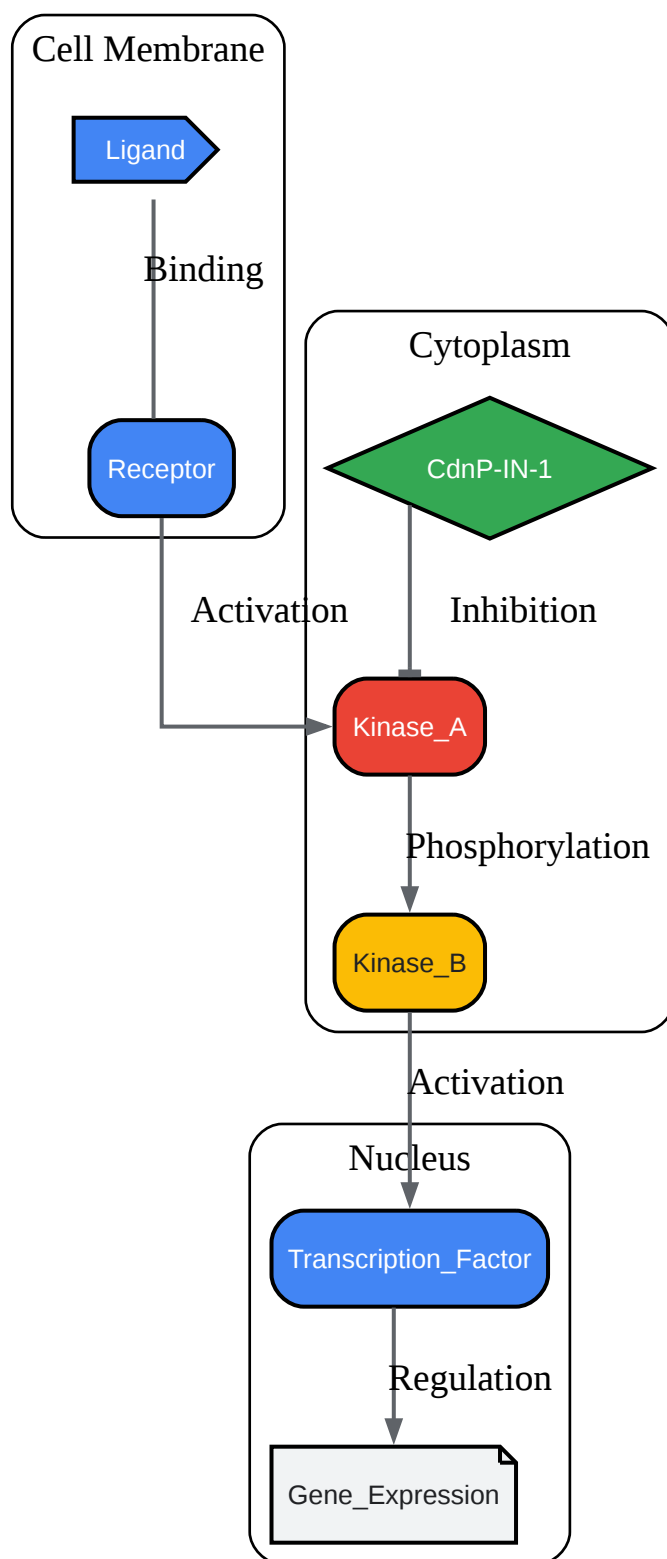 Cell Membrane
Ligand
Binding
Cytoplasm
Receptor
CdnP-IN-1
Activation
Inhibition
Kinase_A
Phosphorylation
Kinase_B
Activation
Nucleus
Transcription_Factor
Regulation
Gene_Expression